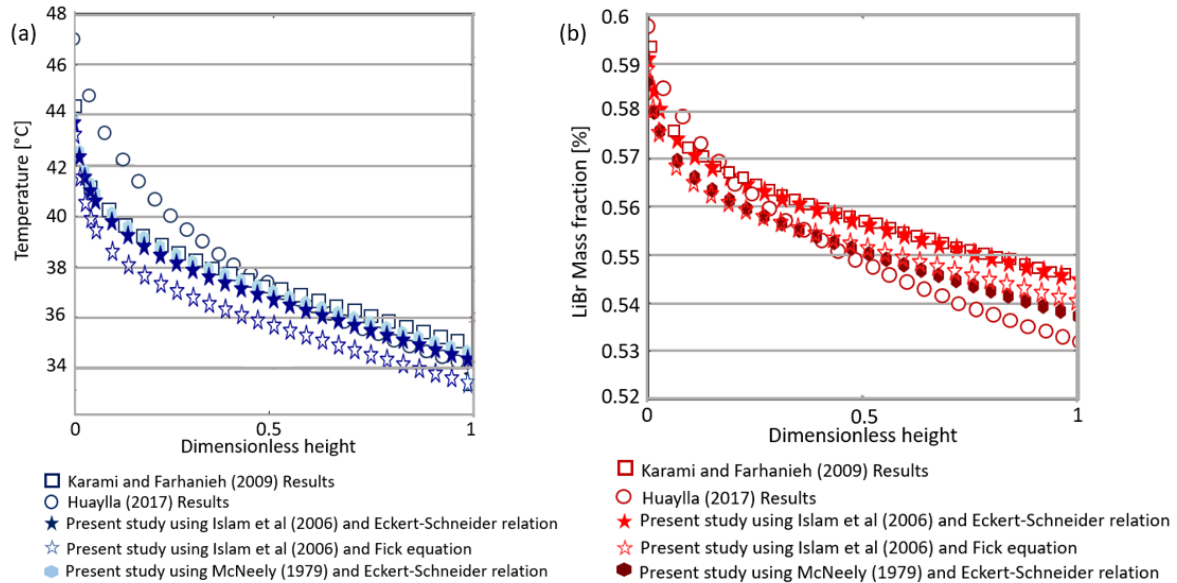 (a)
Temperature [°C]
48
46
44
42
40
38
36
34
0
0.5
1
Dimensionless height
Karami and Farhanieh (2009) Results
Huaylla (2017) Results
Present study using Islam et al (2006) and Eckert-Schneider relation
Present study using Islam et al (2006) and Fick equation
Present study using McNeely (1979) and Eckert-Schneider relation
(b)
LiBr Mass fraction [%]
0.6
0.59
0.58
0.57
0.56
0.55
0.54
0.53
0.52
0
0.5
1
Dimensionless height
Karami and Farhanieh (2009) Results
Huaylla (2017) Results
Present study using Islam et al (2006) and Eckert-Schneider relation
Present study using Islam et al (2006) and Fick equation
Present study using McNeely (1979) and Eckert-Schneider relation